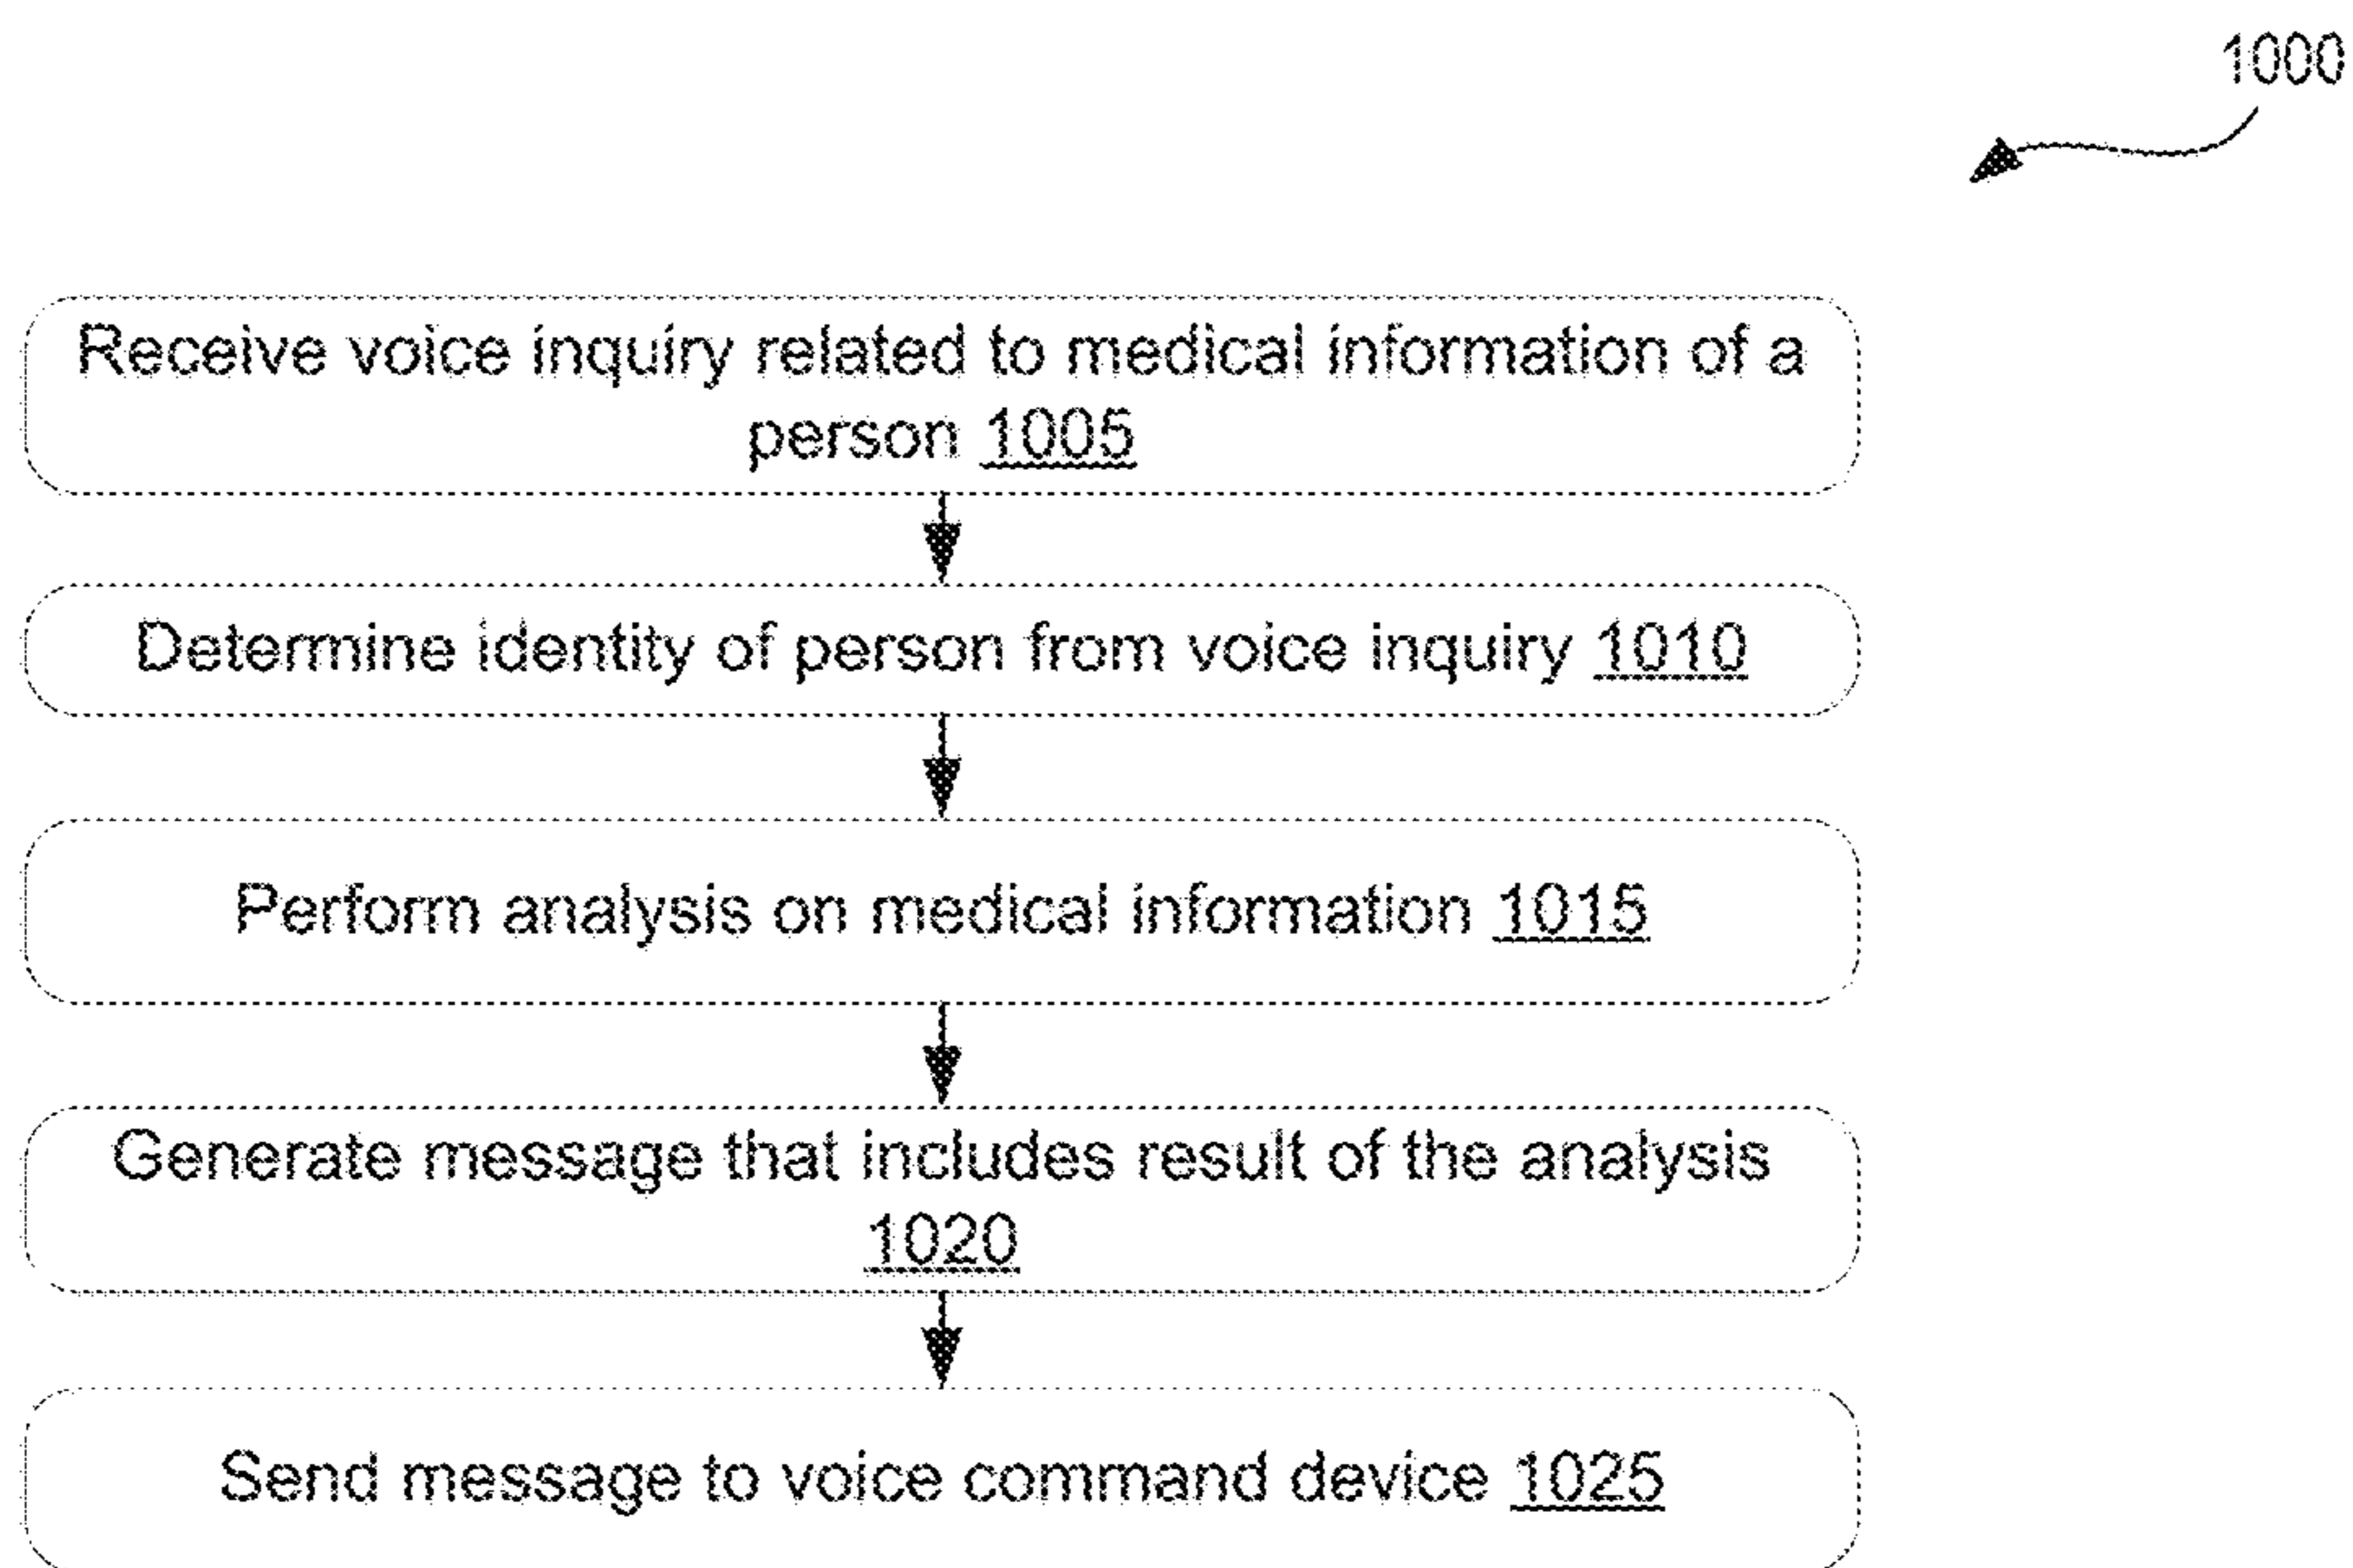 1000
Receive voice inquiry related to medical information of a
person 1005
Determine identity of person from voice inquiry 1010
Perform analysis on medical information 1015
Generate message that includes result of the analysis
1020
Send message to voice command device 1025